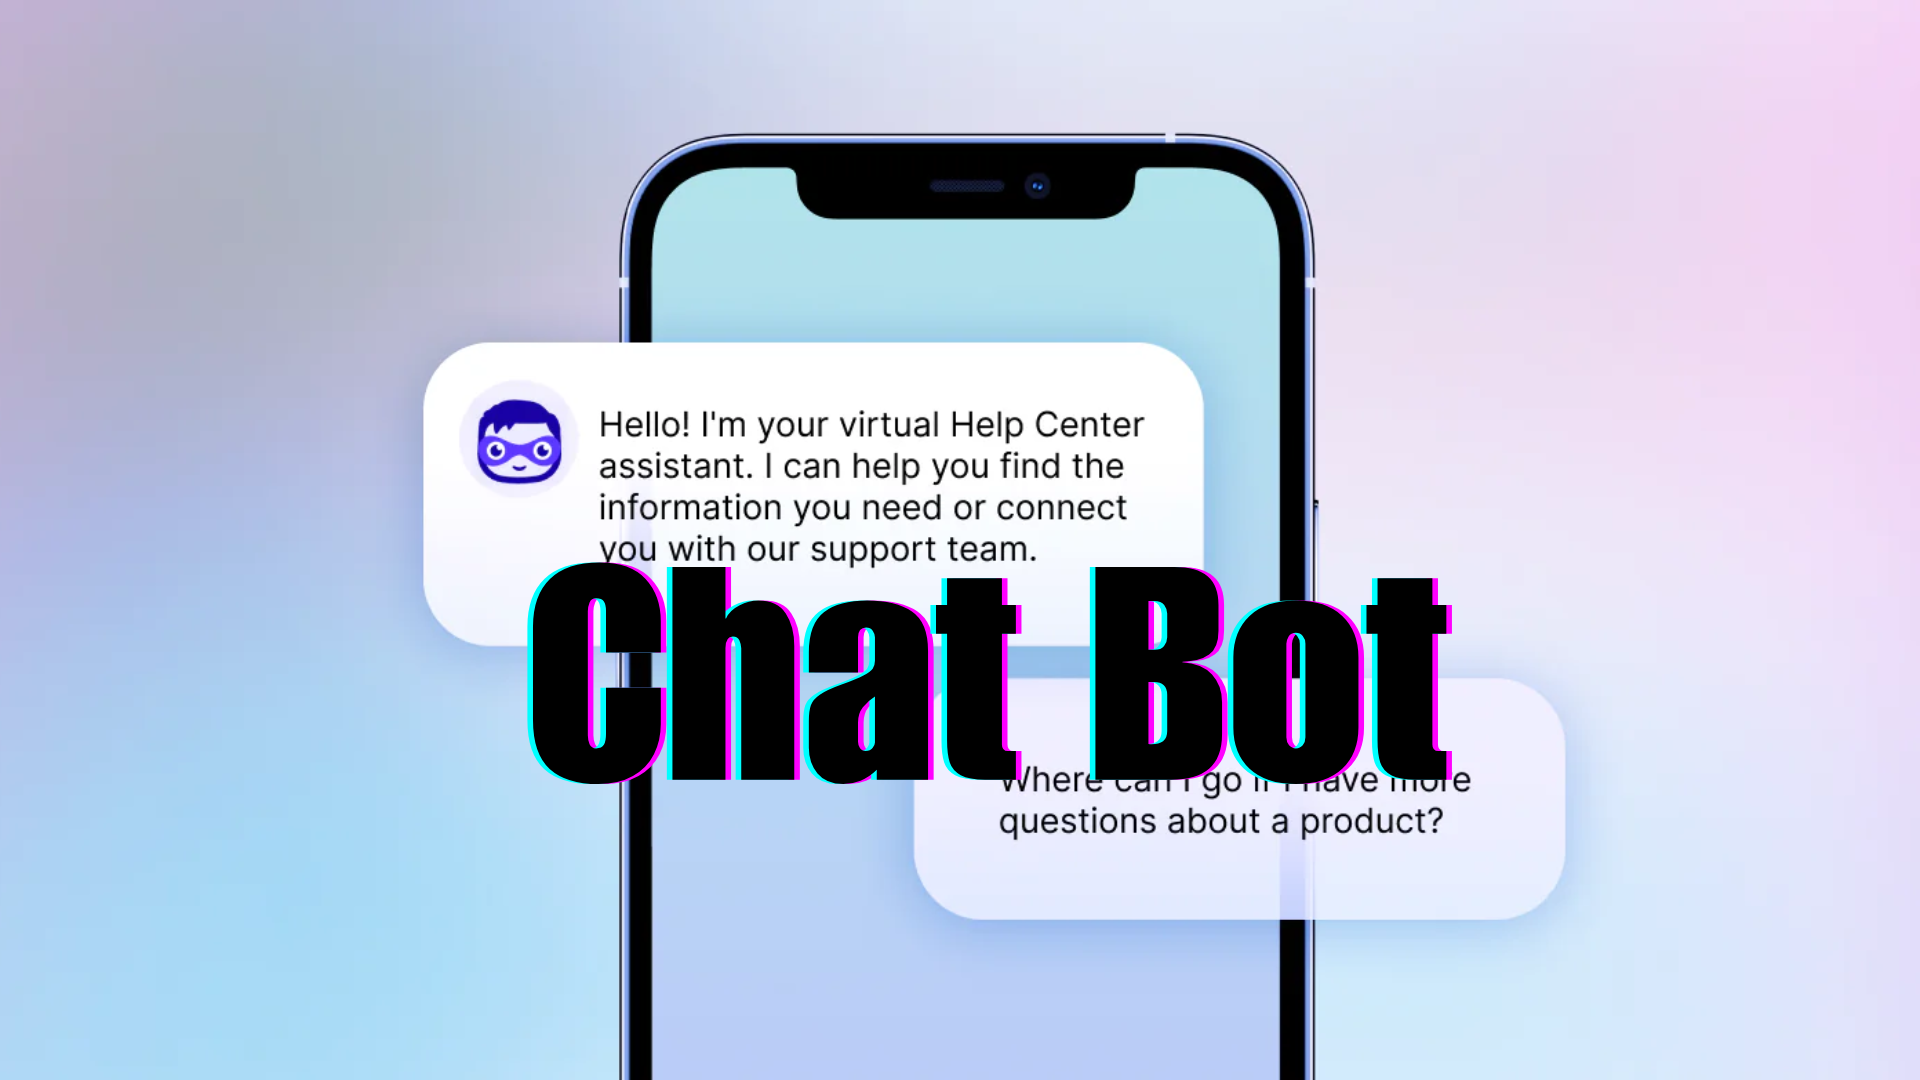 Hello! I'm your virtual Help Center
assistant. I can help you find the
information you need or connect
you with our support team.
Chat Bot
Where can I go if I have more
questions about a product?